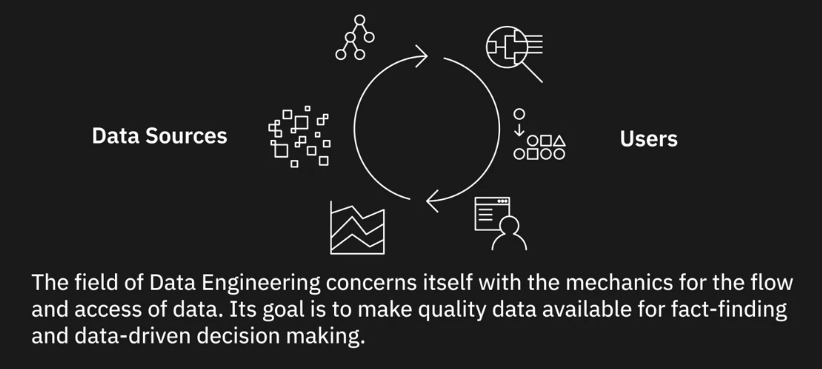 Data Sources
Users
The field of Data Engineering concerns itself with the mechanics for the flow
and access of data. Its goal is to make quality data available for fact-finding
and data-driven decision making.